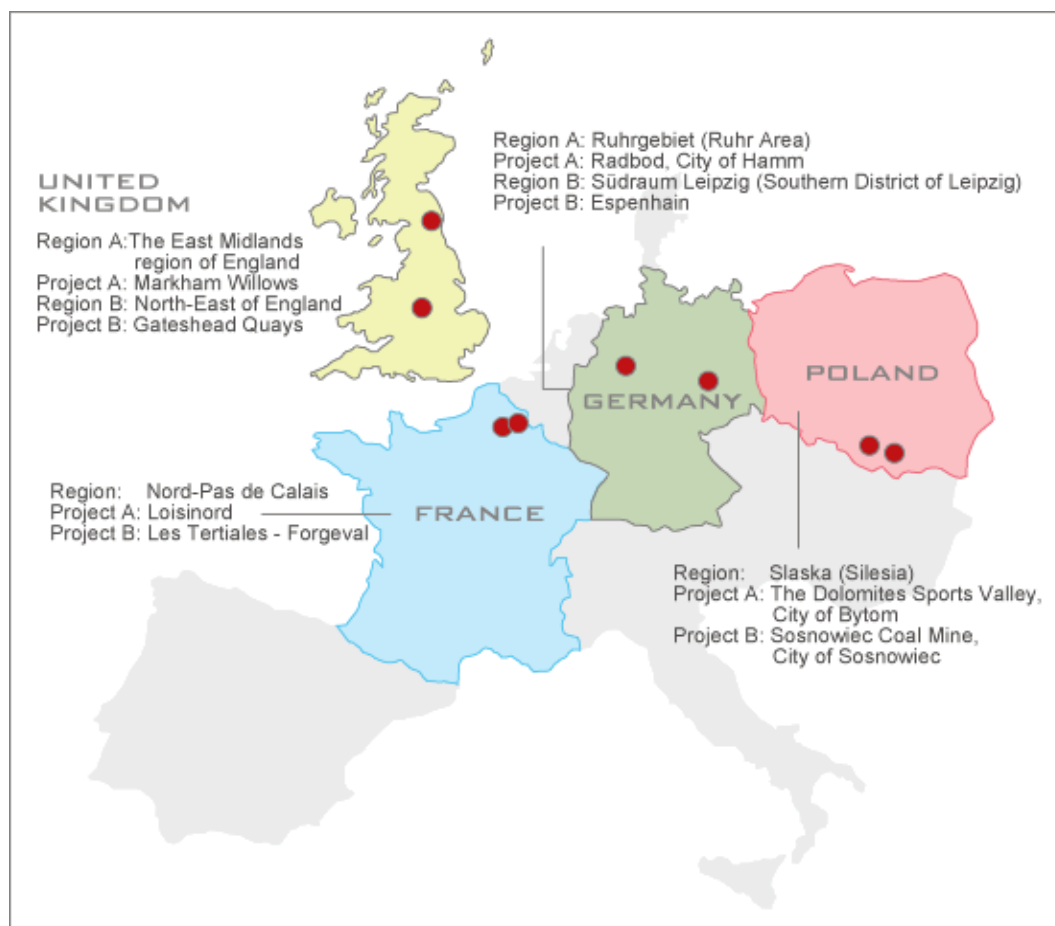 UNITED
KINGDOM
Region A:The East Midlands
region of England
Project A: Markham Willows
Region B: North-East of England
Project B: Gateshead Quays
Region A: Ruhrgebiet (Ruhr Area)
Project A: Radbod, City of Hamm
Region B: Südraum Leipzig (Southern District of Leipzig)
Project B: Espenhain
GERMANY
POLAND
Region: Nord-Pas de Calais
Project A: Loisinord
Project B: Les Tertiales - Forgeval
FRANCE
Region: Slaska (Silesia)
Project A: The Dolomites Sports Valley,
City of Bytom
Project B: Sosnowiec Coal Mine,
City of Sosnowiec